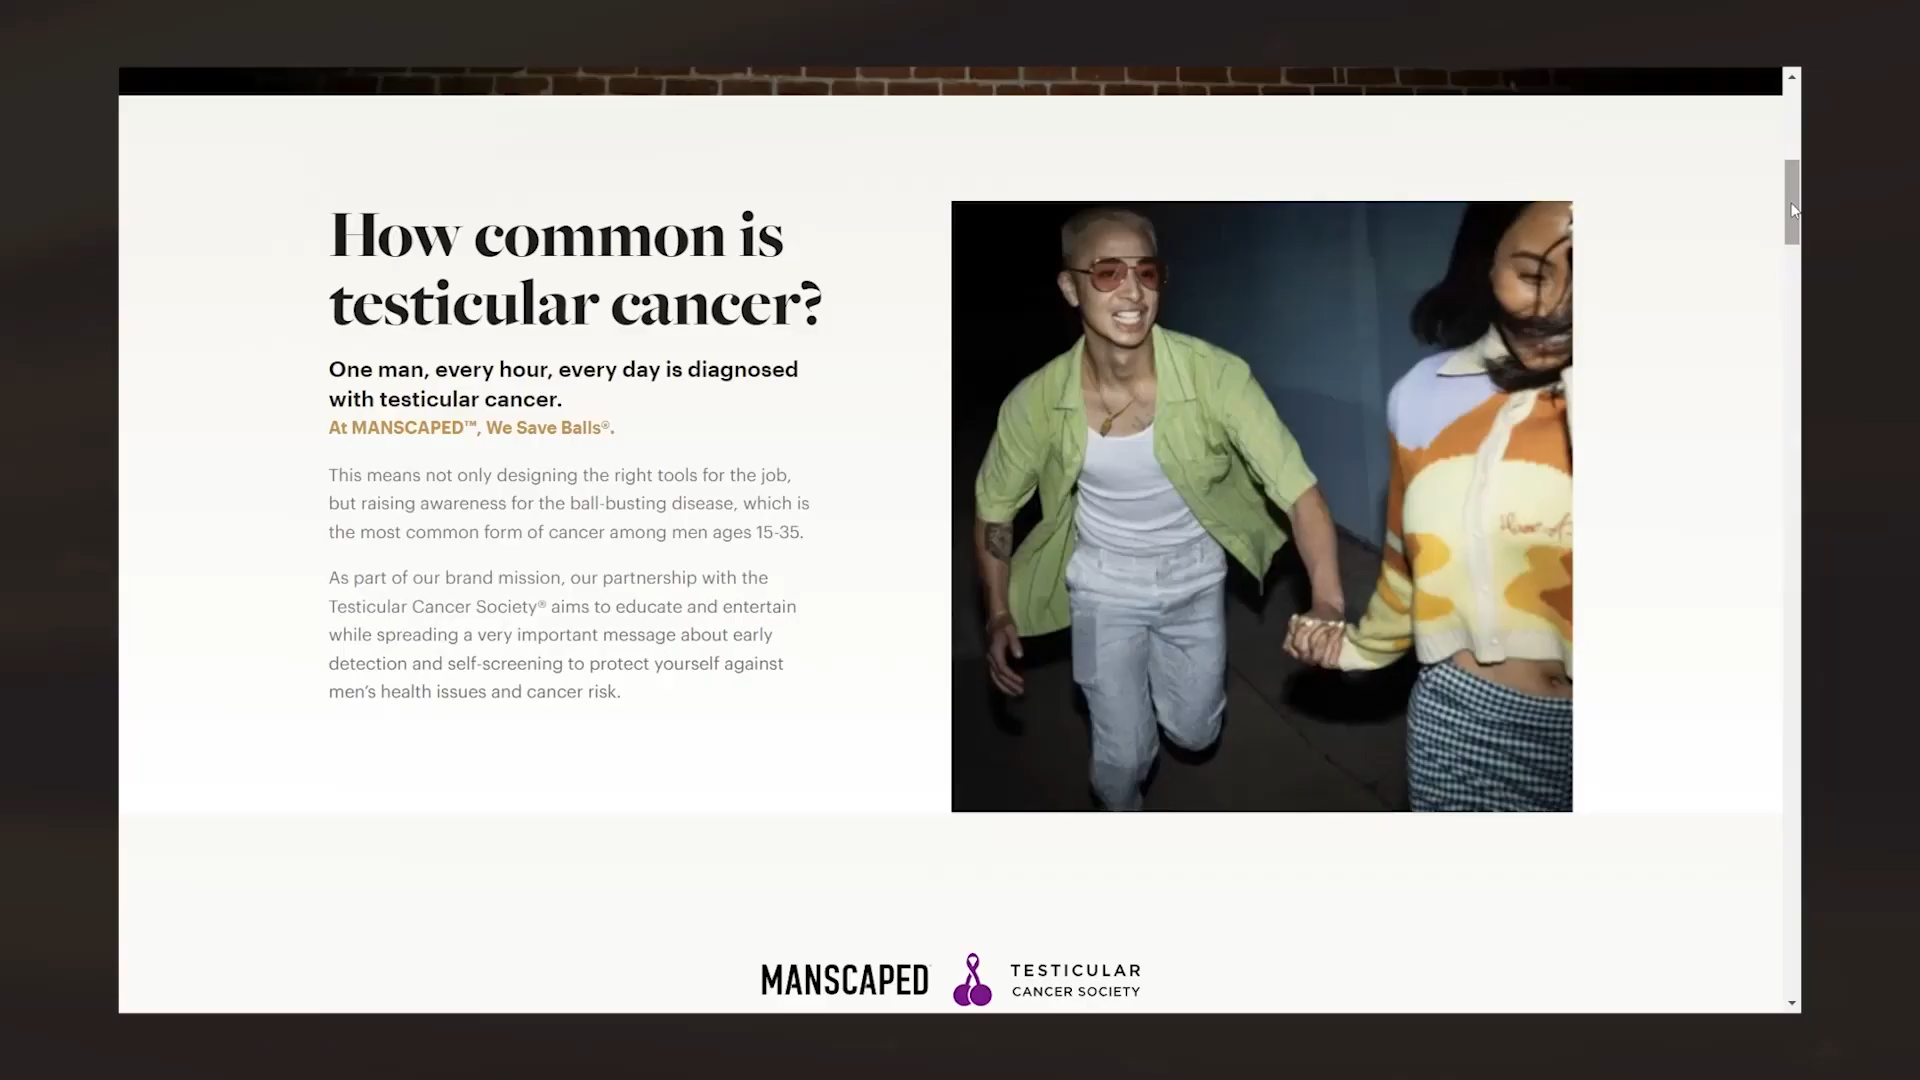 How common is
testicular cancer?
One man, every hour, every day is diagnosed
with testicular cancer.
At MANSCAPED™, We Save Balls®.
This means not only designing the right tools for the job,
but raising awareness for the ball-busting disease, which is
the most common form of cancer among men ages 15-35.
As part of our brand mission, our partnership with the
Testicular Cancer Society® aims to educate and entertain
while spreading a very important message about early
detection and self-screening to protect yourself against
men's health issues and cancer risk.
MANSCAPED
TESTICULAR
CANCER SOCIETY